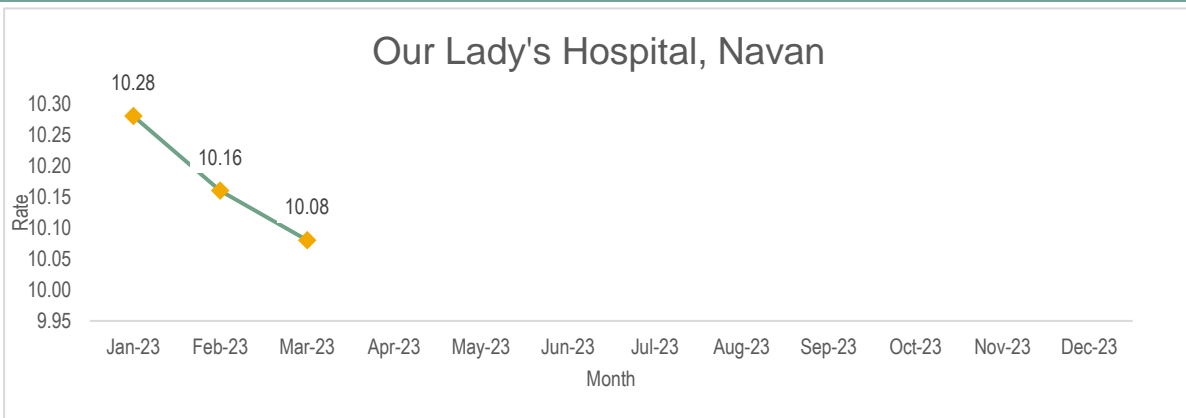 Our Lady's Hospital, Navan
10.28
10.16
10.08
10.30
10.25
10.20
10.15
10.10
10.05
10.00
9.95
Rate
Jan-23 Feb-23 Mar-23 Apr-23 May-23 Jun-23 Jul-23 Aug-23 Sep-23 Oct-23 Nov-23 Dec-23
Month